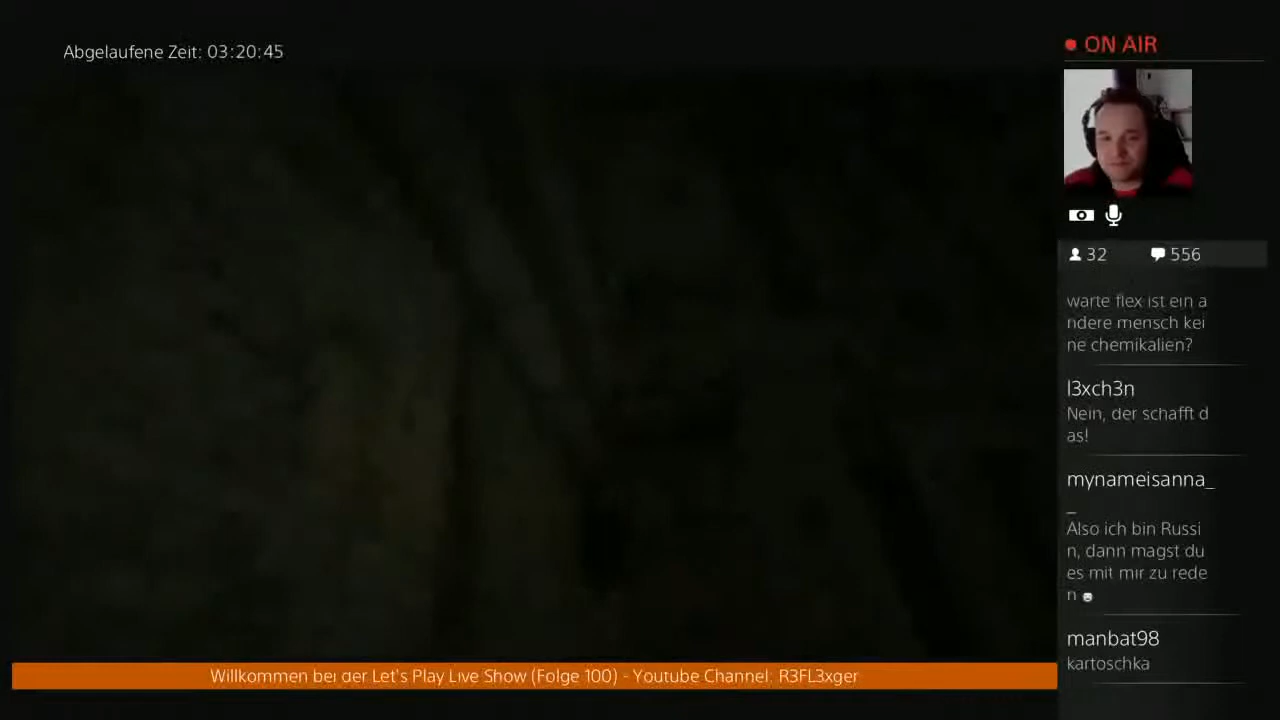 Abgelaufene Zeit: 03:20:45
ON AIR
32 556
warte flex ist ein a
ndere mensch kei
ne chemikalien?
l3xch3n
Nein, der schafft d
as!
mynameisanna_
_
Also ich bin Russi
n, dann magst du
es mit mir zu rede
n
manbat98
kartoschka
Willkommen bei der Let's Play Live Show (Folge 100) - Youtube Channel: R3FL3xger